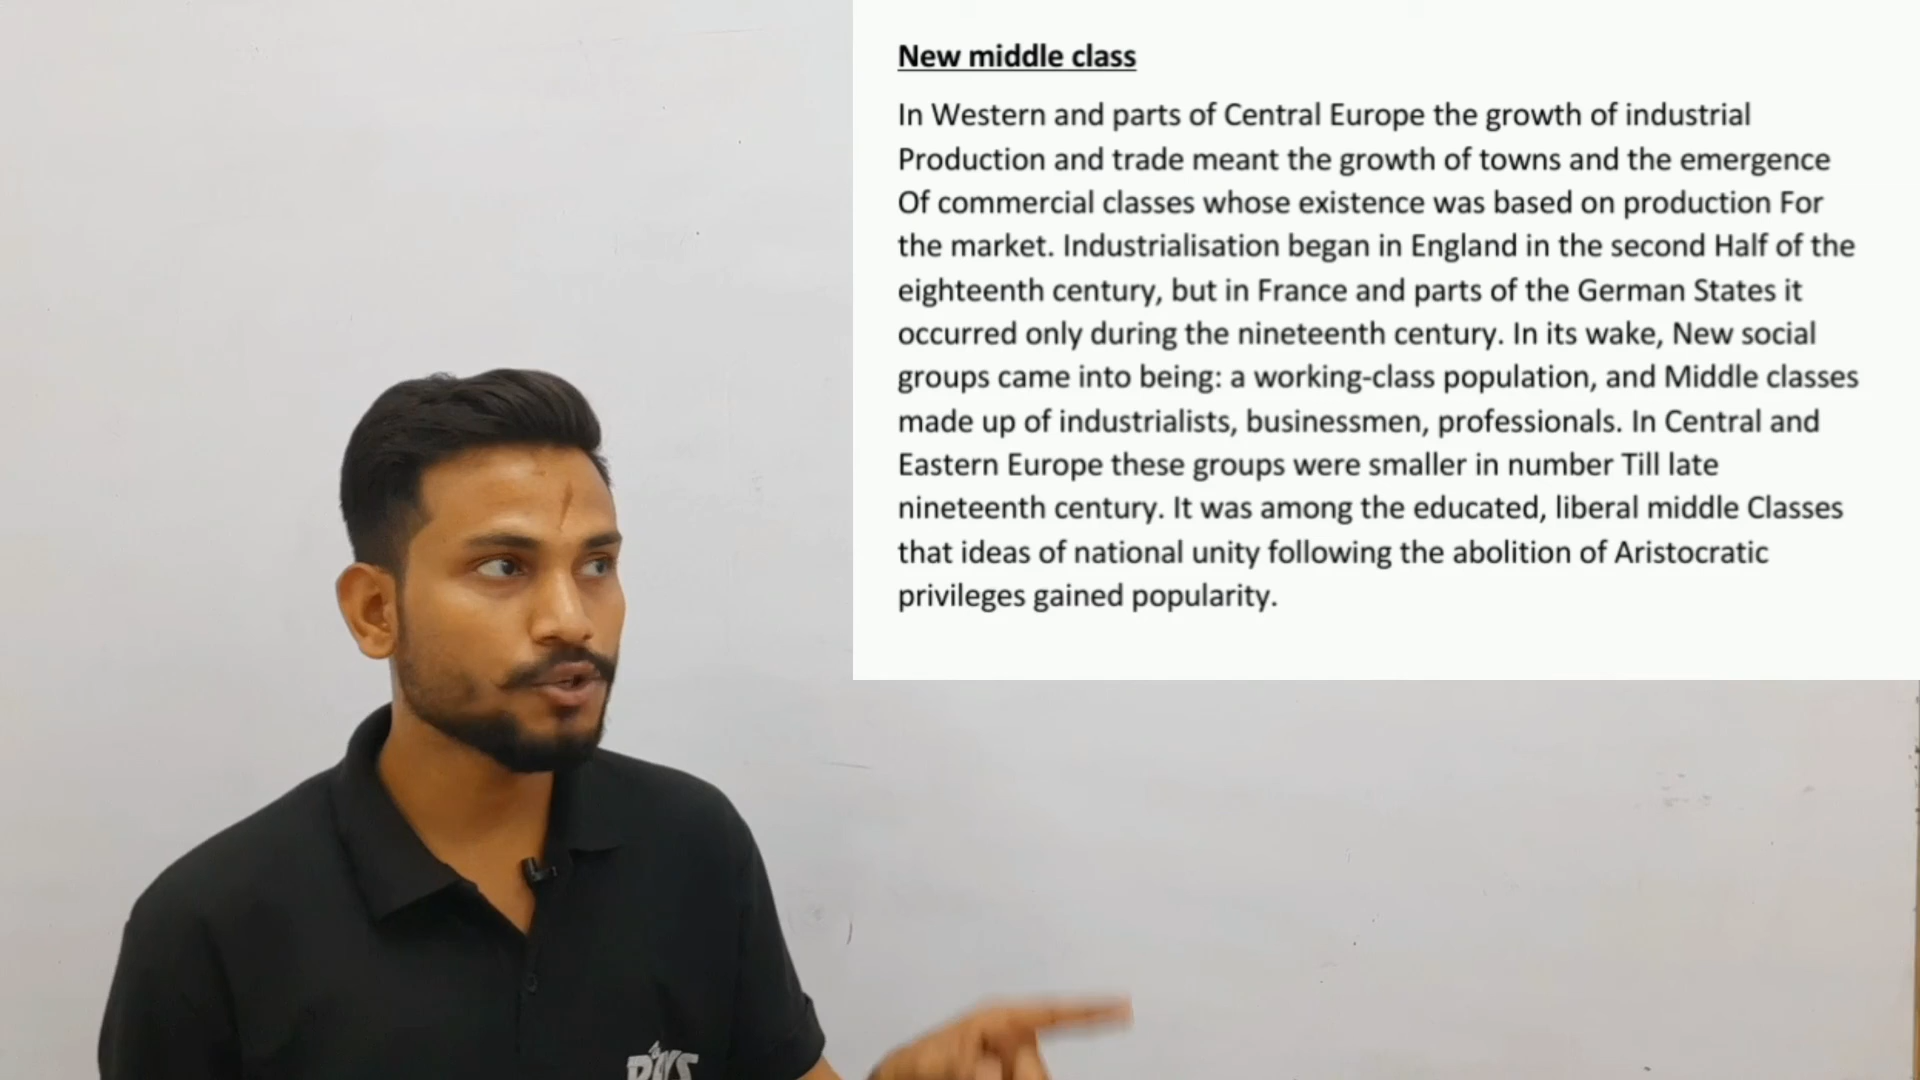 New middle class
In Western and parts of Central Europe the growth of industrial
Production and trade meant the growth of towns and the emergence
Of commercial classes whose existence was based on production For
the market. Industrialisation began in England in the second Half of the
eighteenth century, but in France and parts of the German States it
occurred only during the nineteenth century. In its wake, New social
groups came into being: a working-class population, and Middle classes
made up of industrialists, businessmen, professionals. In Central and
Eastern Europe these groups were smaller in number Till late
nineteenth century. It was among the educated, liberal middle Classes
that ideas of national unity following the abolition of Aristocratic
privileges gained popularity.